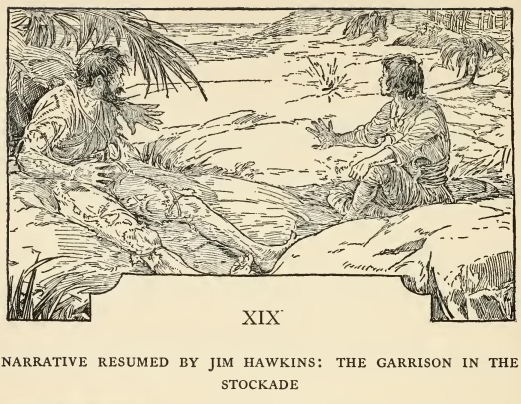 XIX
NARRATIVE RESUMED BY JIM HAWKINS: THE GARRISON IN THE
STOCKADE